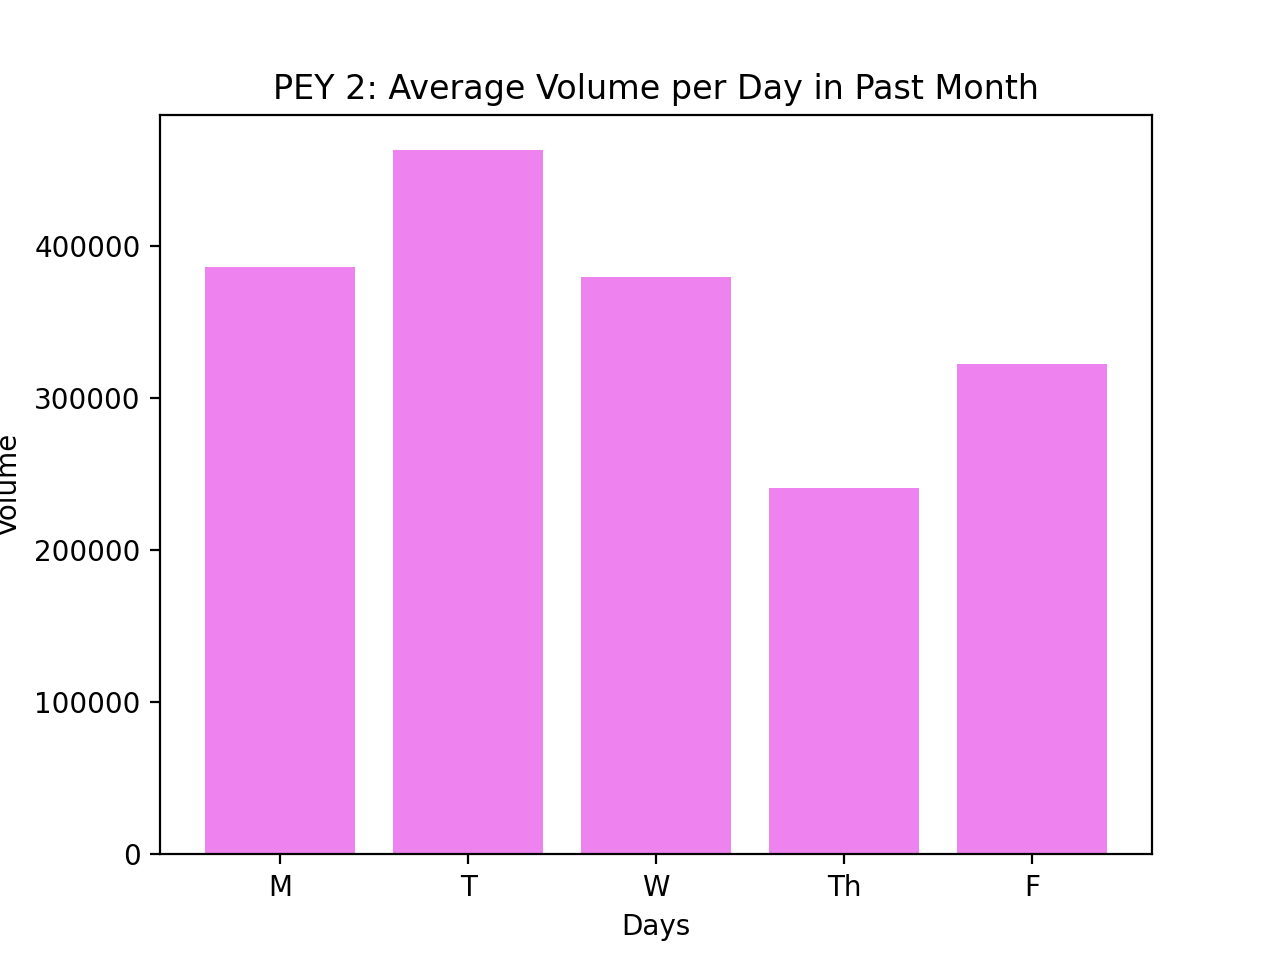 PEY 2: Average Volume per Day in Past Month
400000
300000
200000
100000
0
Volume
M T W Th F
Days